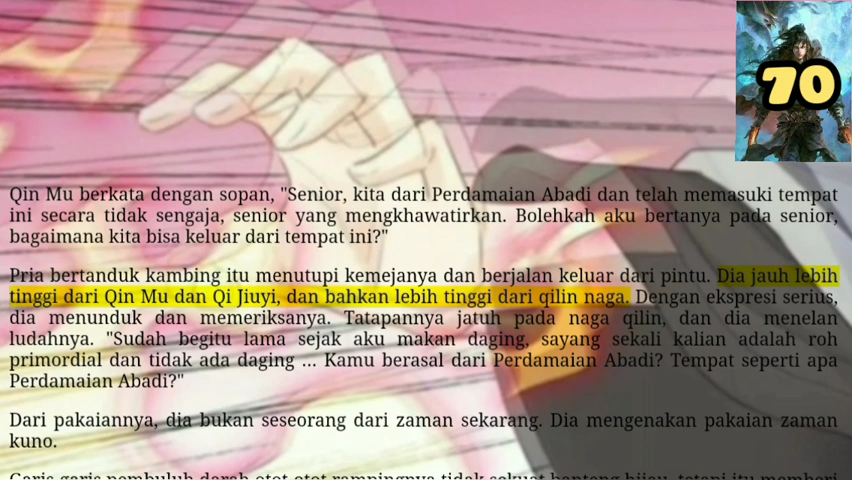 70
Qin Mu berkata dengan sopan, "Senior, kita dari Perdamaian Abadi dan telah memasuki tempat
ini secara tidak sengaja, senior yang mengkhawatirkan. Bolehkah aku bertanya pada senior,
bagaimana kita bisa keluar dari tempat ini?"
Pria bertanduk kambing itu menutupi kemejanya dan berjalan keluar dari pintu. Dia jauh lebih
tinggi dari Qin Mu dan Qi Jiuyi, dan bahkan lebih tinggi dari qilin naga. Dengan ekspresi serius,
dia menunduk dan memeriksanya. Tatapannya jatuh pada naga qilin, dan dia menelan
ludahnya. "Sudah begitu lama sejak aku makan daging, sayang sekali kalian adalah roh
primordial dan tidak ada daging ... Kamu berasal dari Perdamaian Abadi? Tempat seperti apa
Perdamaian Abadi?"
Dari pakaiannya, dia bukan seseorang dari zaman sekarang. Dia mengenakan pakaian zaman
kuno.